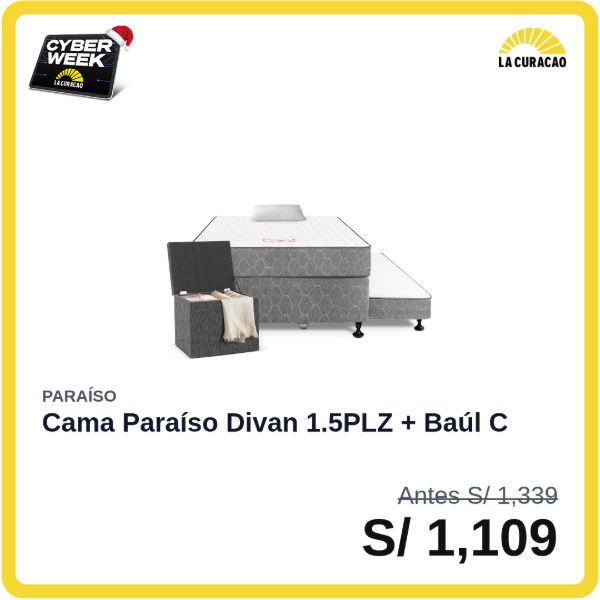 CYBER
WEEK
LA CURACAO
LA CURACAO
PARAÍSO
Cama Paraíso Divan 1.5PLZ + Baúl C
Antes S/ 1,339
S/ 1,109